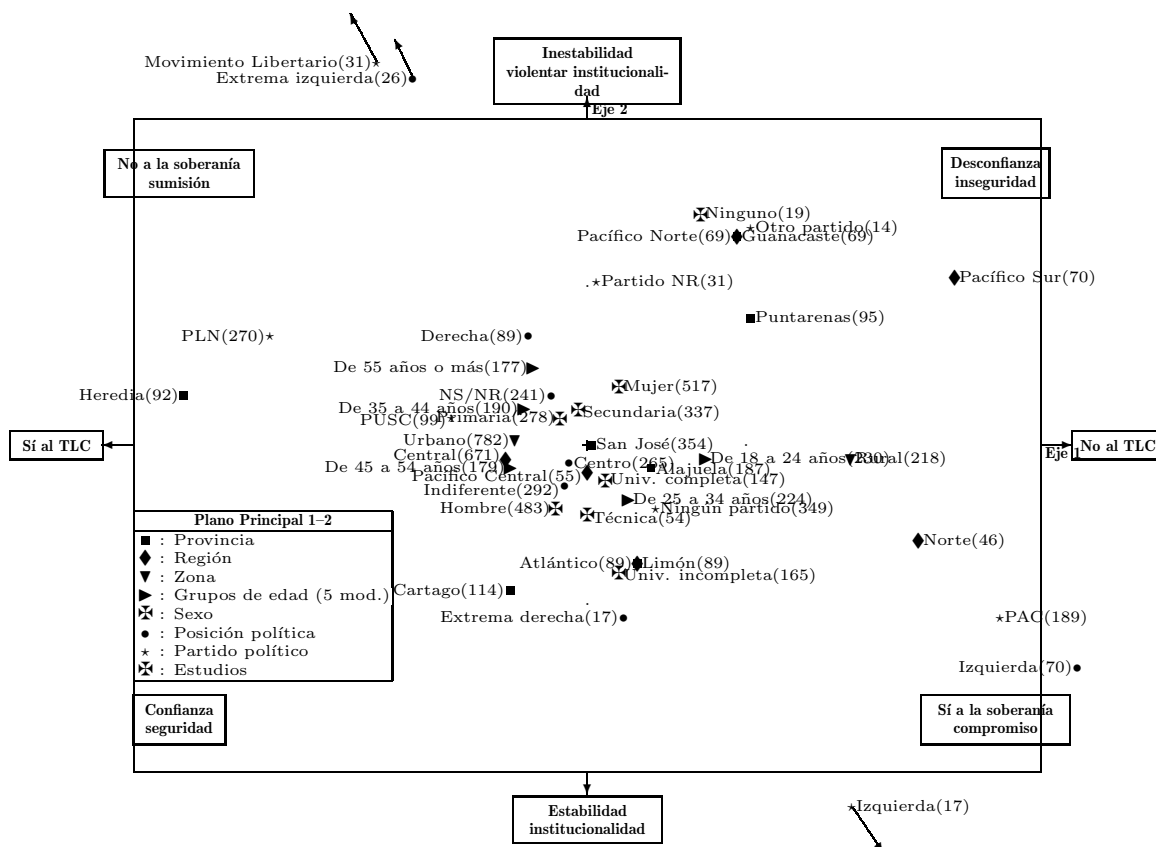 Movimiento Libertario(31)
Extrema izquierda(26)
Inestabilidad
violentar institucionali-
dad
Eje 2
No a la soberanía
sumisión
Desconfianza
inseguridad
Ninguno(19)
Otro partido(14)
Pacífico Norte(69)
Guanacaste(69)
Pacífico Sur(70)
Partido NR(31)
Puntarenas(95)
PLN(270)
Derecha(89)
De 55 años o más(177)
Mujer(517)
Heredia(92)
NS/NR(241)
De 35 a 44 años(190)
Secundaria(337)
PUSC(99)
Primaria(278)
Urbano(782)
San José(354)
Sí al TLC
No al TLC
Eje 1
Central(671)
Centro(265)
De 18 a 24 años(230)
Rural(218)
De 45 a 54 años(179)
Alajuela(187)
Pacífico Central(55)
Univ. completa(147)
Indiferente(292)
De 25 a 34 años(224)
Hombre(483)
Ningún partido(349)
Técnica(54)
Norte(46)
Atlántico(89)
Limón(89)
Univ. incompleta(165)
Cartago(114)
Extrema derecha(17)
PAC(189)
Izquierda(70)
Plano Principal 1–2
: Provincia
: Región
: Zona
: Grupos de edad (5 mod.)
: Sexo
: Posición política
: Partido político
: Estudios
Confianza
seguridad
Sí a la soberanía
compromiso
Estabilidad
institucionalidad
Izquierda(17)